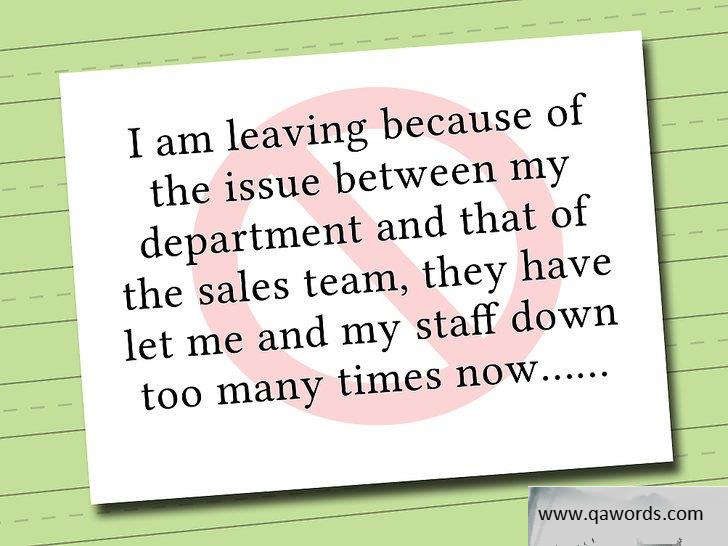 I am leaving because of
the issue between my
department and that of
the sales team, they have
let me and my staff down
too many times now......
www.qawords.com